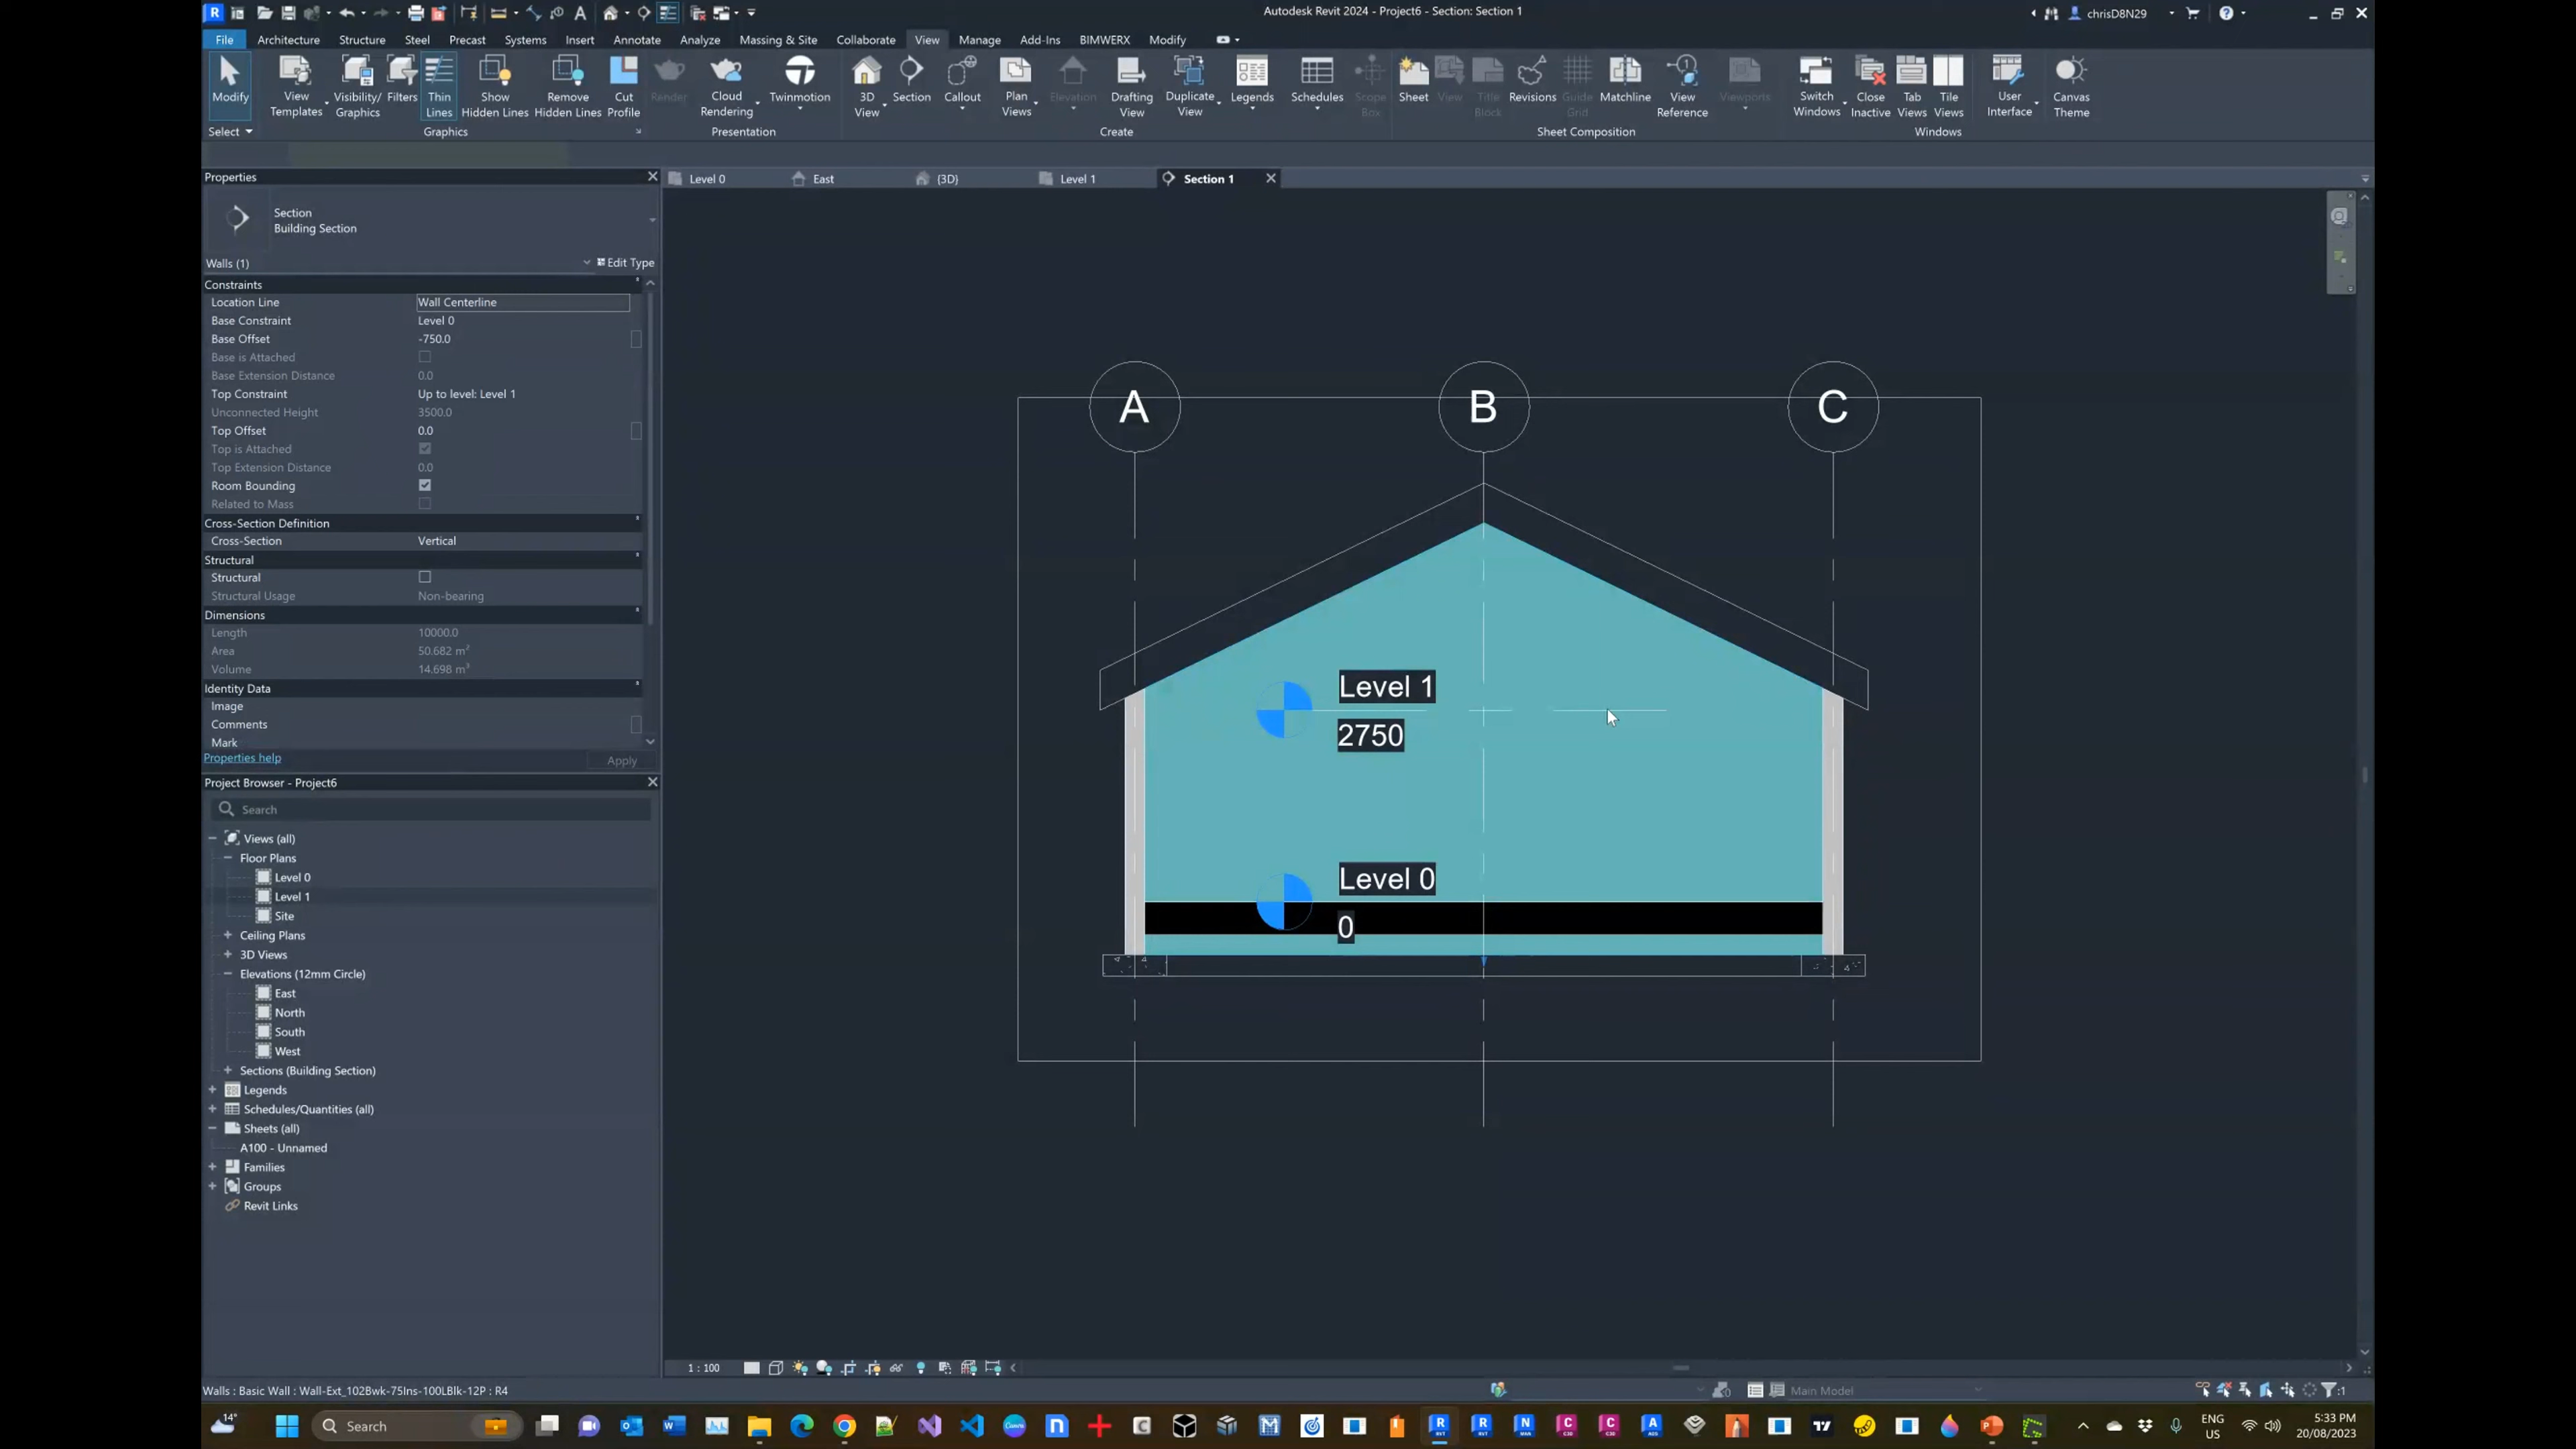 Autodesk Revit 2024 - Project6 - Section: Section 1
chrisD8N29
File Architecture Structure Steel Precast Systems Insert Annotate Analyze Massing & Site Collaborate View Manage Add-Ins BIMWERX Modify
Modify
View Templates
Visibility/ Graphics
Filters
Thin Lines
Show Hidden Lines
Remove Hidden Lines
Cut Profile
Render
Cloud Rendering
Twinmotion
3D View
Section
Callout
Plan Views
Elevation
Drafting View
Duplicate View
Legends
Schedules
Scope Box
Sheet
View
Title Block
Revisions
Guide Grid
Matchline
View Reference
Viewports
Switch Windows
Close Inactive
Tab Views
Tile Views
User Interface
Canvas Theme
Select Graphics Presentation Create Sheet Composition Windows
Properties
Level 0 East {3D} Level 1 Section 1
Section
Building Section
Walls (1) Edit Type
Constraints
Location Line Wall Centerline
Base Constraint Level 0
Base Offset -750.0
Base is Attached
Base Extension Distance 0.0
Top Constraint Up to level: Level 1
Unconnected Height 3500.0
Top Offset 0.0
Top is Attached
Top Extension Distance 0.0
Room Bounding
Related to Mass
Cross-Section Definition
Cross-Section Vertical
Structural
Structural
Structural Usage Non-bearing
Dimensions
Length 10000.0
Area 50.682 m²
Volume 14.698 m³
Identity Data
Image
Comments
Mark
Properties help Apply
Project Browser - Project6
Search
Views (all)
Floor Plans
Level 0
Level 1
Site
Ceiling Plans
3D Views
Elevations (12mm Circle)
East
North
South
West
Sections (Building Section)
Legends
Schedules/Quantities (all)
Sheets (all)
A100 - Unnamed
Families
Groups
Revit Links
A B C
Level 1
2750
Level 0
0
1 : 100
Walls : Basic Wall : Wall-Ext_102Bwk-75Ins-100LBlk-12P : R4
Main Model
:1
14°
Search
ENG
US
5:33 PM
20/08/2023